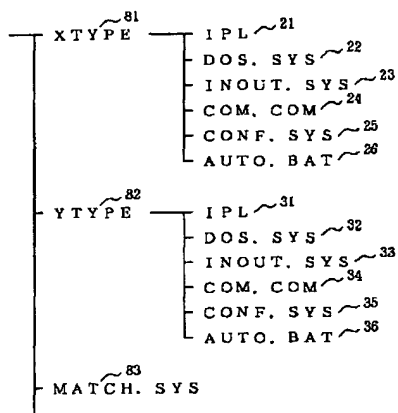 XTYPE 81 IPL 21
DOS. SYS 22
INOUT. SYS 23
COM. COM 24
CONF. SYS 25
AUTO. BAT 26
YTYPE 82 IPL 31
DOS. SYS 32
INOUT. SYS 33
COM. COM 34
CONF. SYS 35
AUTO. BAT 36
MATCH. SYS 83